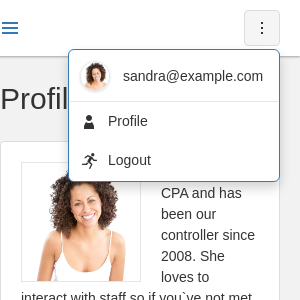 sandra@example.com
Profile
Profile
Logout
CPA and has
been our
controller since
2008. She
loves to
interact with staff so if you`ve not met